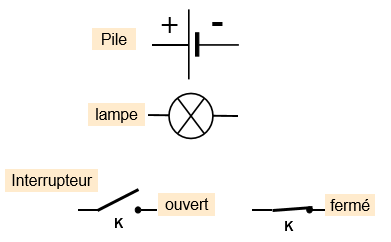 + -
Pile
lampe
Interrupteur
ouvert
fermé
K
K